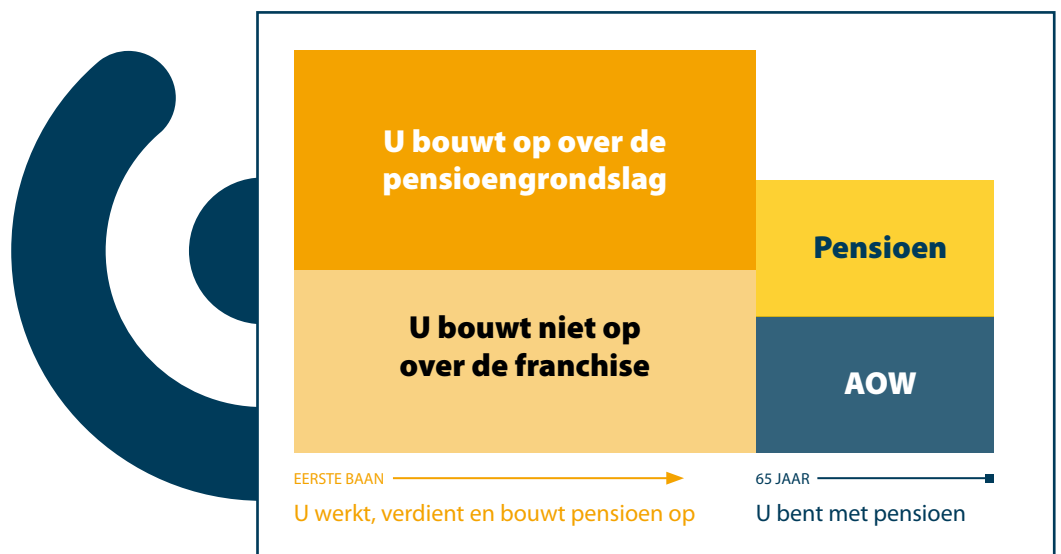 U bouwt op over de
pensioengrondslag
U bouwt niet op
over de franchise
Pensioen
AOW
EERSTE BAAN
U werkt, verdient en bouwt pensioen op
65 JAAR
U bent met pensioen